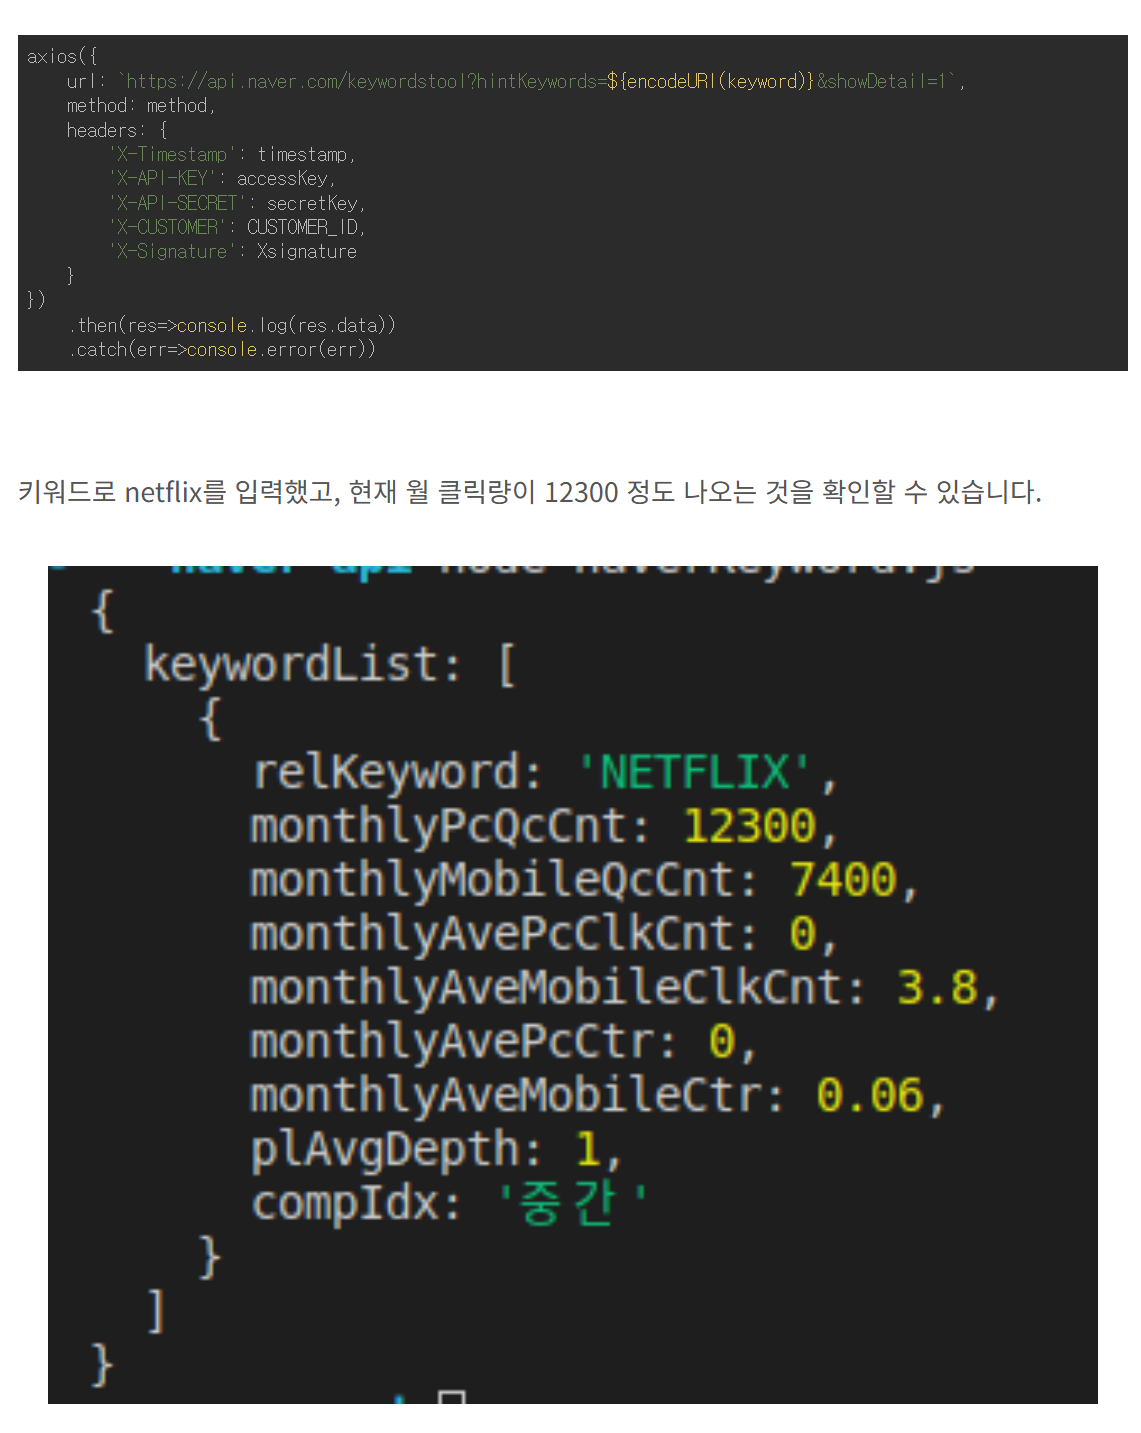 axios({
    url: `https://api.naver.com/keywordstool?hintKeywords=${encodeURI(keyword)}&showDetail=1`,
    method: method,
    headers: {
        'X-Timestamp': timestamp,
        'X-API-KEY': accessKey,
        'X-API-SECRET': secretKey,
        'X-CUSTOMER': CUSTOMER_ID,
        'X-Signature': Xsignature
    }
})
    .then(res=>console.log(res.data))
    .catch(err=>console.error(err))
키워드로 netflix를 입력했고, 현재 월 클릭량이 12300 정도 나오는 것을 확인할 수 있습니다.
naver-api node naverKeyword.js
{
  keywordList: [
    {
      relKeyword: 'NETFLIX',
      monthlyPcQcCnt: 12300,
      monthlyMobileQcCnt: 7400,
      monthlyAvePcClkCnt: 0,
      monthlyAveMobileClkCnt: 3.8,
      monthlyAvePcCtr: 0,
      monthlyAveMobileCtr: 0.06,
      plAvgDepth: 1,
      compIdx: '중간'
    }
  ]
}